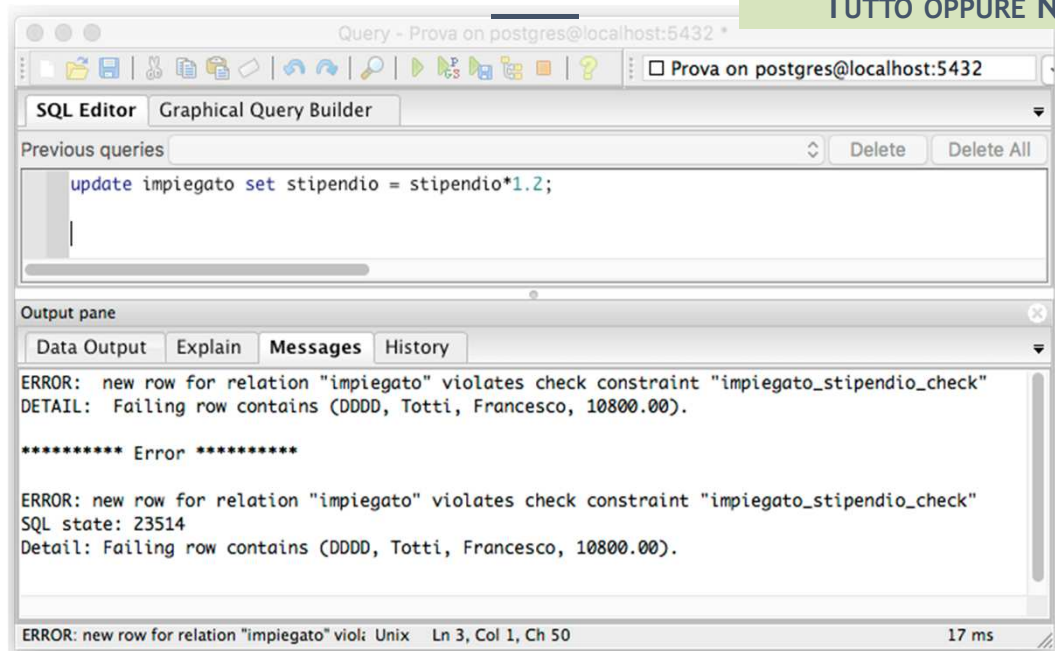 TUTTO OPPURE N
Query - Prova on postgres@localhost:5432 *
Prova on postgres@localhost:5432
SQL Editor Graphical Query Builder
Previous queries Delete Delete All
update impiegato set stipendio = stipendio*1.2;
Output pane
Data Output Explain Messages History
ERROR:  new row for relation "impiegato" violates check constraint "impiegato_stipendio_check"
DETAIL:  Failing row contains (DDDD, Totti, Francesco, 10800.00).
********** Error **********
ERROR: new row for relation "impiegato" violates check constraint "impiegato_stipendio_check"
SQL state: 23514
Detail: Failing row contains (DDDD, Totti, Francesco, 10800.00).
ERROR: new row for relation "impiegato" viola Unix Ln 3, Col 1, Ch 50 17 ms